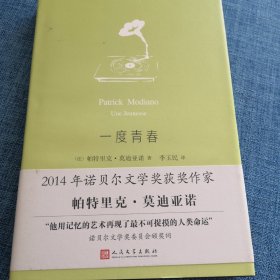 Patrick Modiano
Une Jeunesse
一度青春
〔法〕帕特里克·莫迪亚诺 著 李玉民 译
2014 年诺贝尔文学奖获奖作家
帕特里克·莫迪亚诺
“他用记忆的艺术再现了最不可捉摸的人类命运”
诺贝尔文学奖委员会颁奖词
人民文学出版社